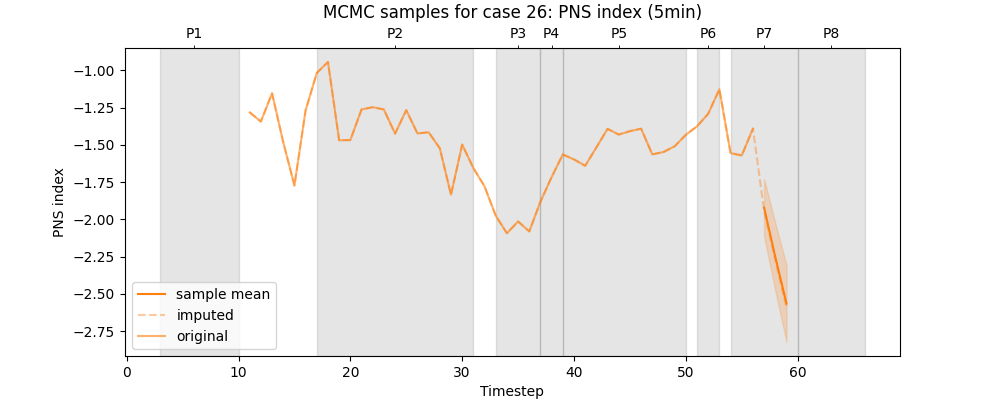 MCMC samples for case 26: PNS index (5min)
P1 P2 P3 P4 P5 P6 P7 P8
−1.00
−1.25
−1.50
−1.75
−2.00
−2.25
−2.50
−2.75
PNS index
sample mean
imputed
original
0 10 20 30 40 50 60
Timestep